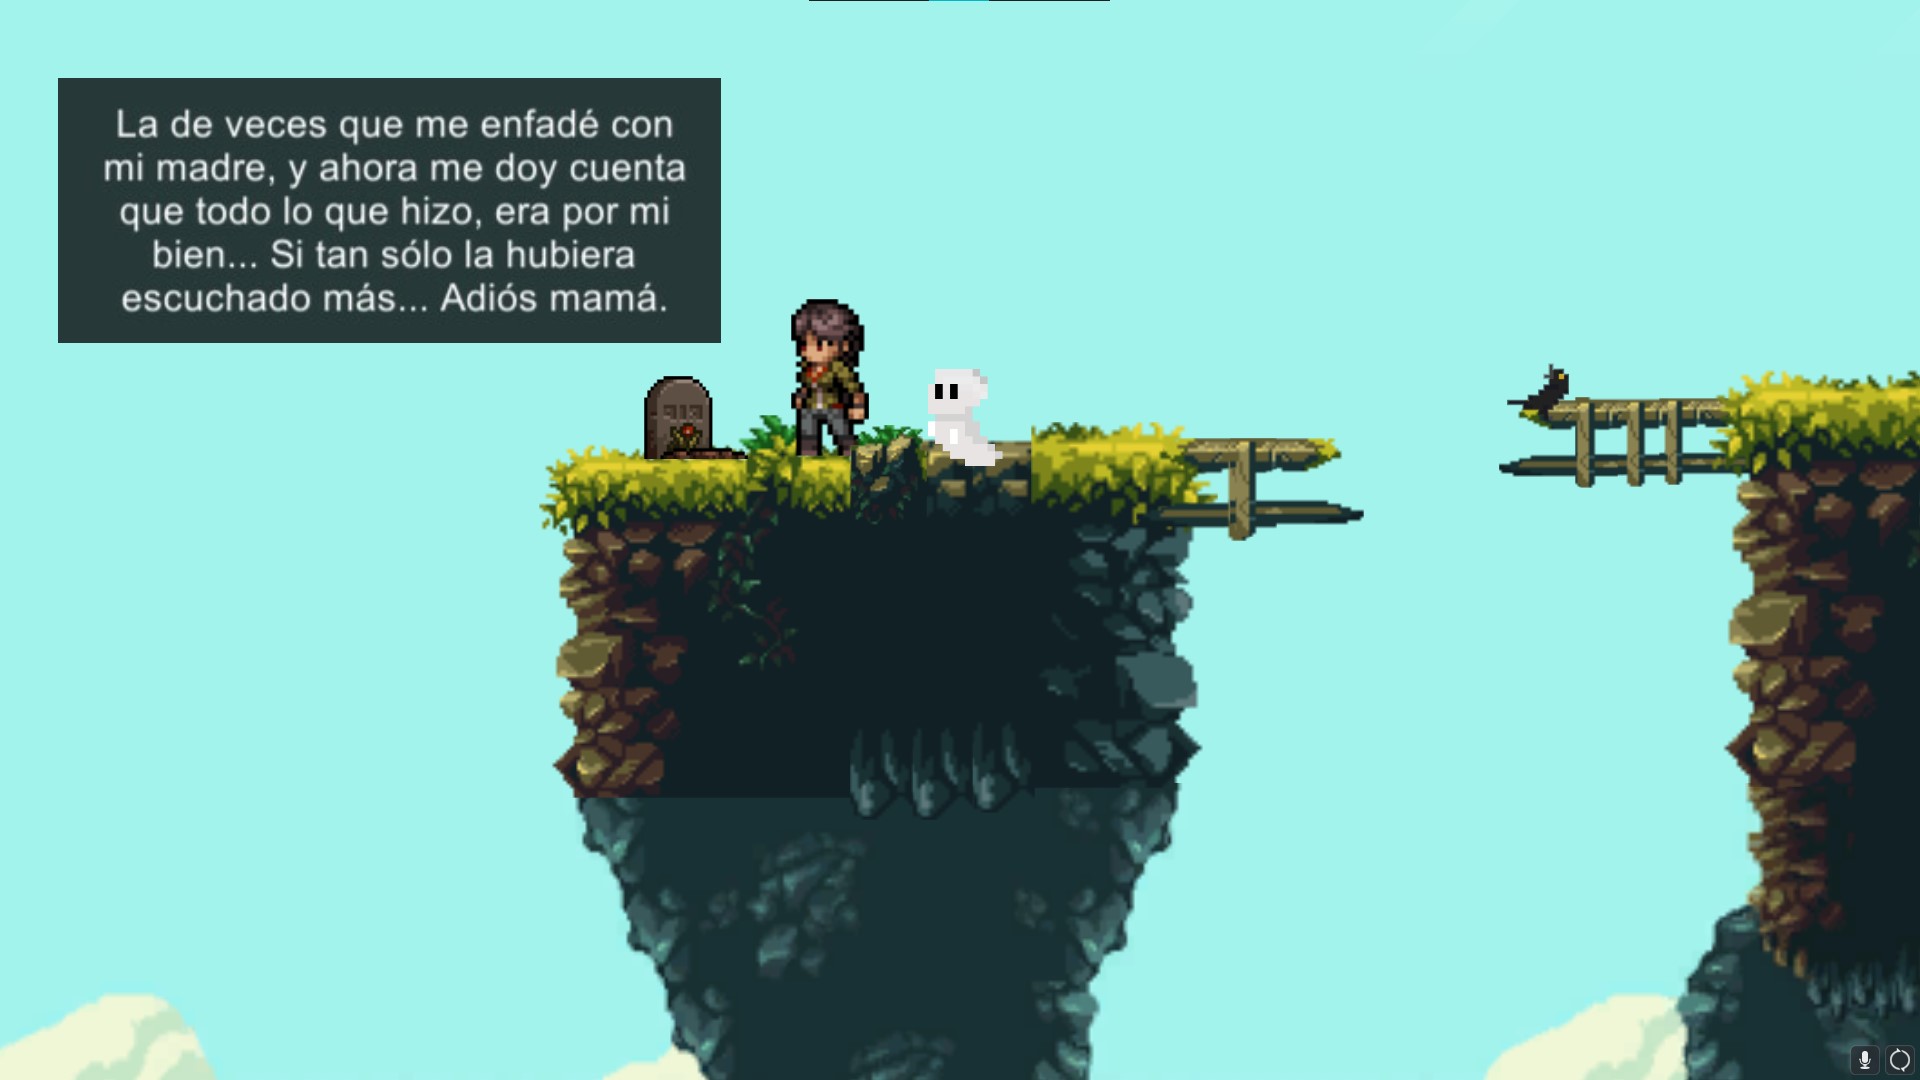 La de veces que me enfadé con
mi madre, y ahora me doy cuenta
que todo lo que hizo, era por mi
bien... Si tan sólo la hubiera
escuchado más... Adiós mamá.